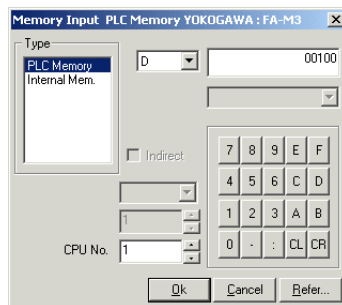 Memory Input PLC Memory YOKOGAWA : FA-M3
Type
PLC Memory
Internal Mem.
D
00100
Indirect
7 8 9 E F
4 5 6 C D
1
1 2 3 A B
CPU No. 1
0 - : CL CR
Ok Cancel Refer...